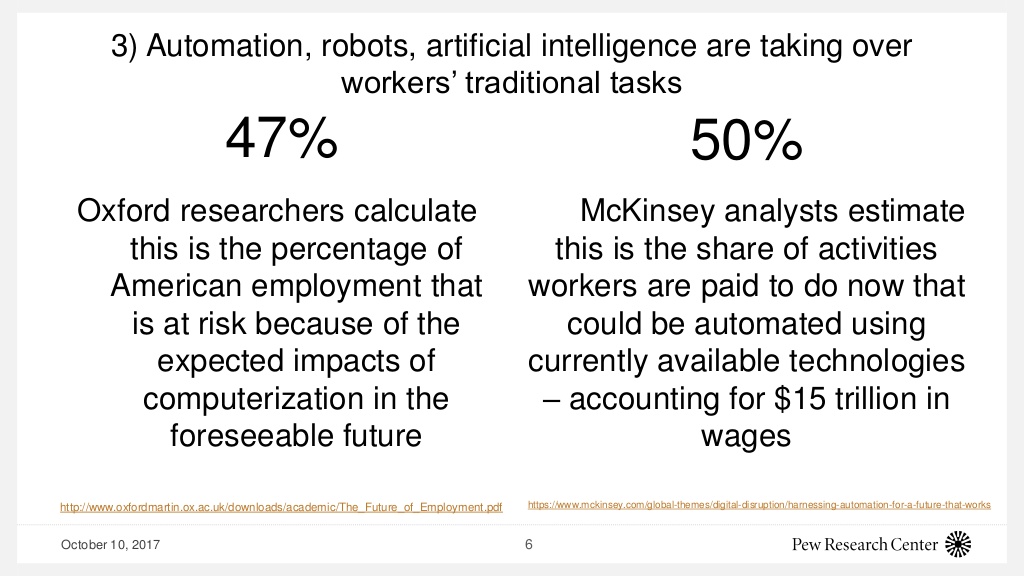 3) Automation, robots, artificial intelligence are taking over
workers’ traditional tasks
47%
Oxford researchers calculate
this is the percentage of
American employment that
is at risk because of the
expected impacts of
computerization in the
foreseeable future
http://www.oxfordmartin.ox.ac.uk/downloads/academic/The_Future_of_Employment.pdf
50%
McKinsey analysts estimate
this is the share of activities
workers are paid to do now that
could be automated using
currently available technologies
– accounting for $15 trillion in
wages
https://www.mckinsey.com/global-themes/digital-disruption/harnessing-automation-for-a-future-that-works
October 10, 2017
6
Pew Research Center